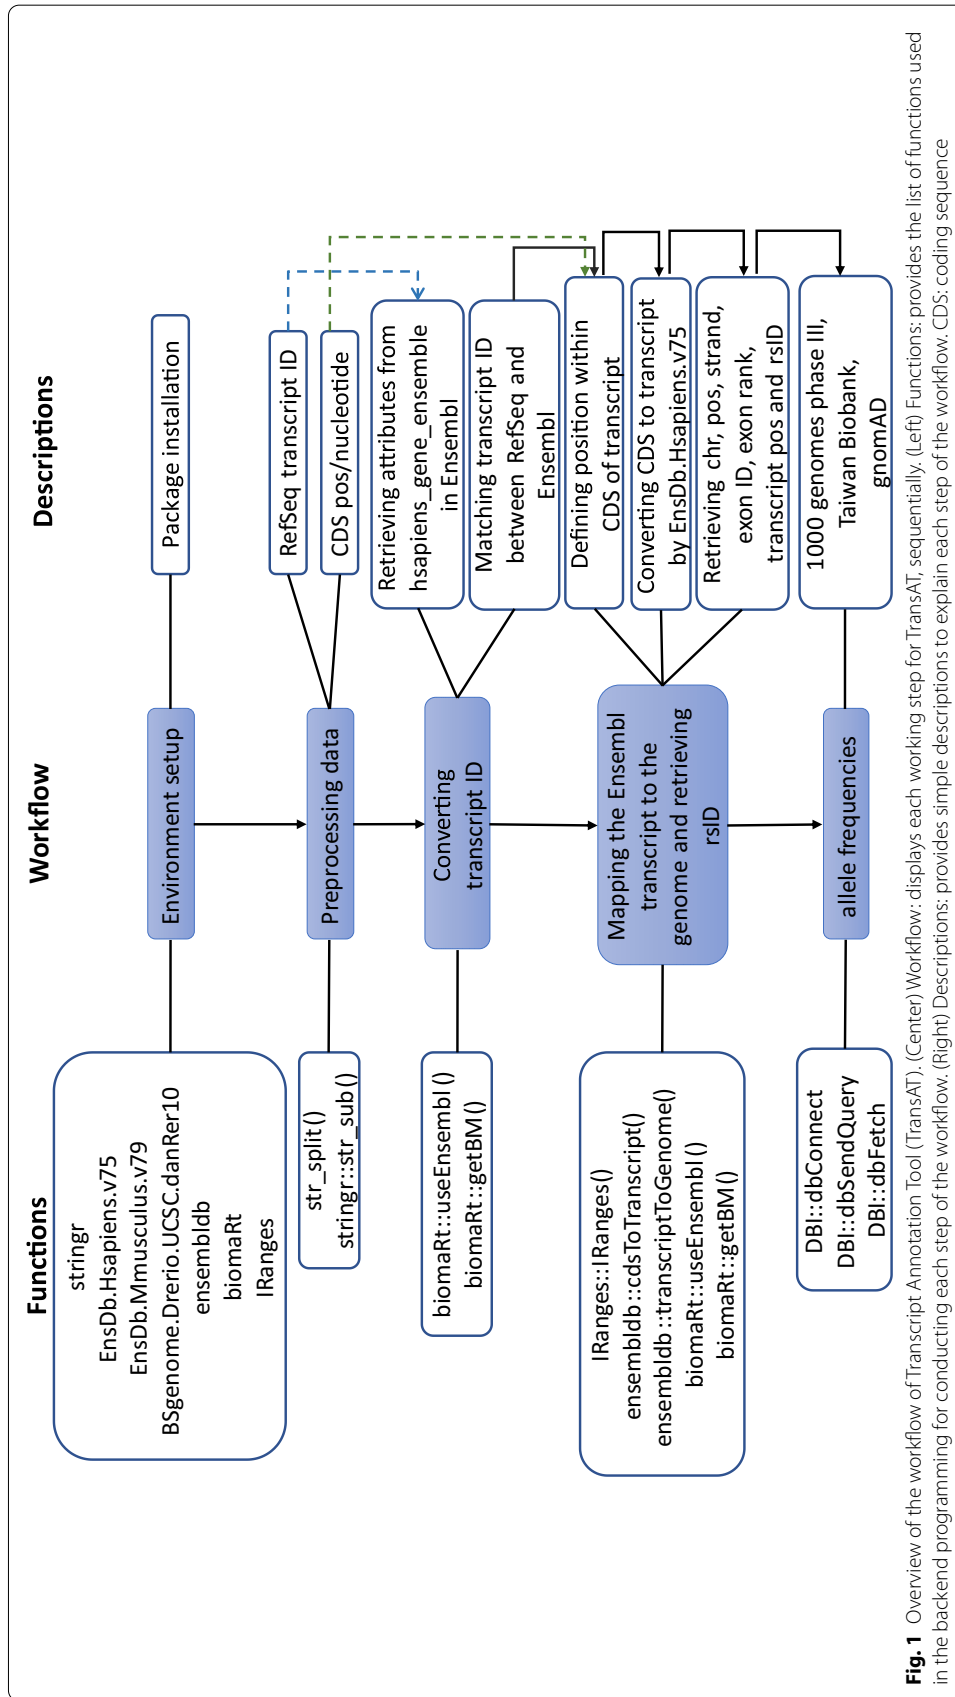 Functions
Workflow
Descriptions
stringr
EnsDb.Hsapiens.v75
EnsDb.Mmusculus.v79
BSgenome.Drerio.UCSC.danRer10
ensembldb
biomaRt
IRanges
Environment setup
Package installation
str_split()
stringr::str_sub()
Preprocessing data
RefSeq transcript ID
CDS pos/nucleotide
biomaRt::useEnsembl()
biomaRt::getBM()
Converting
transcript ID
Retrieving attributes from
hsapiens_gene_ensemble
in Ensembl
Matching transcript ID
between RefSeq and
Ensembl
IRanges::IRanges()
ensembldb::cdsToTranscript()
ensembldb::transcriptToGenome()
biomaRt::useEnsembl()
biomaRt::getBM()
Mapping the Ensembl
transcript to the
genome and retrieving
rsID
Defining position within
CDS of transcript
Converting CDS to transcript
by EnsDb.Hsapiens.v75
Retrieving chr, pos, strand,
exon ID, exon rank,
transcript pos and rsID
DBI::dbConnect
DBI::dbSendQuery
DBI::dbFetch
allele frequencies
1000 genomes phase III,
Taiwan Biobank,
gnomAD
Fig. 1 Overview of the workflow of Transcript Annotation Tool (TransAT). (Center) Workflow: displays each working step for TransAT, sequentially. (Left) Functions: provides the list of functions used
in the backend programming for conducting each step of the workflow. (Right) Descriptions: provides simple descriptions to explain each step of the workflow. CDS: coding sequence